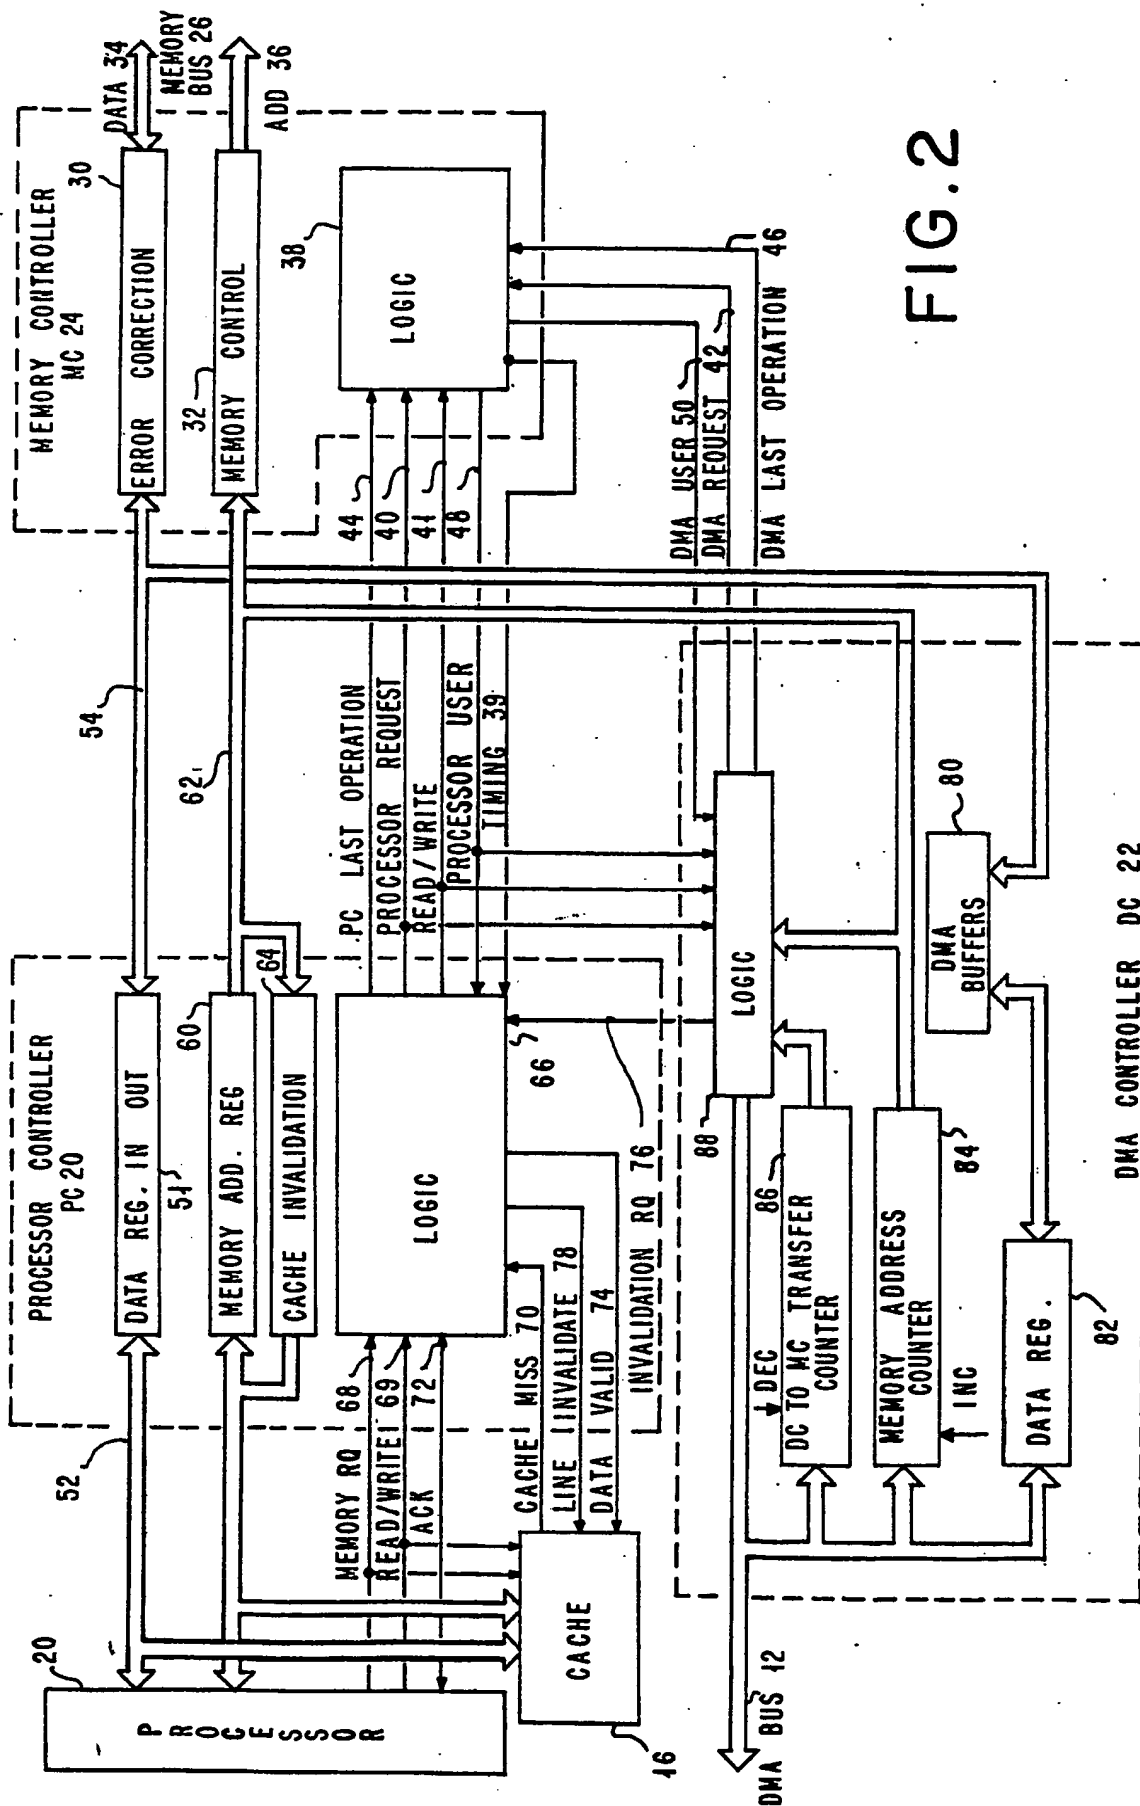 MEMORY CONTROLLER
MC 24
30
ERROR CORRECTION
DATA 34
MEMORY
BUS 26
32
MEMORY CONTROL
ADD 36
38
LOGIC
54
62
44
40
41
48
PROCESSOR CONTROLLER
PC 20
DATA REG. IN OUT
51
60
MEMORY ADD. REG
64
CACHE INVALIDATION
LOGIC
66
PC LAST OPERATION
PROCESSOR REQUEST
READ/WRITE
PROCESSOR USER
TIMING 39
52
20
PROCESSOR
MEMORY RQ 68
READ/WRITE 69
ACK 72
CACHE MISS 70
LINE INVALIDATE 78
DATA VALID 74
INVALIDATION RQ 76
CACHE
16
DMA USER 50
DMA REQUEST 42
DMA LAST OPERATION
46
LOGIC
88
DMA BUS 12
DEC
86
DC TO MC TRANSFER
COUNTER
MEMORY ADDRESS
COUNTER
84
INC
DATA REG.
82
DMA
BUFFERS
80
DMA CONTROLLER DC 22
FIG.2